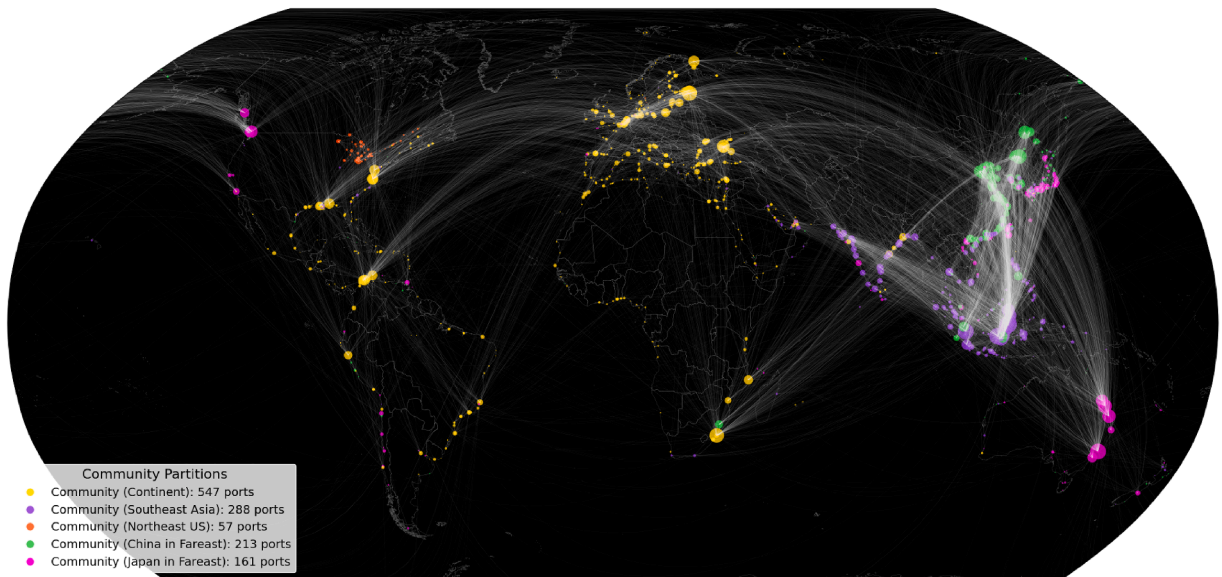 Community Partitions
Community (Continent): 547 ports
Community (Southeast Asia): 288 ports
Community (Northeast US): 57 ports
Community (China in Fareast): 213 ports
Community (Japan in Fareast): 161 ports